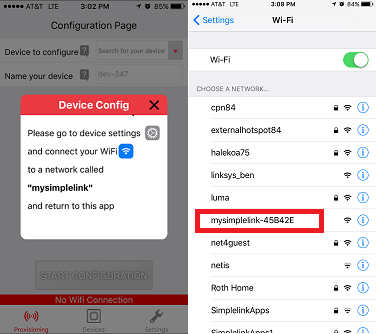 AT&T LTE 3:02 PM 77%
Configuration Page
Device to configure ? Search for your device
Name your device ? dev-347
Device Config
Please go to device settings
and connect your WiFi
to a network called
"mysimplelink"
and return to this app
START CONFIGURATION
No Wifi Connection
Provisioning Devices Settings
AT&T LTE 3:09 PM 84%
Settings Wi-Fi
Wi-Fi
CHOOSE A NETWORK...
cpn84
externalhotspot84
halekoa75
linksys_ben
luma
mysimplelink-45B42E
net4guest
netis
Roth Home
SimplelinkApps
SimplelinkApps1